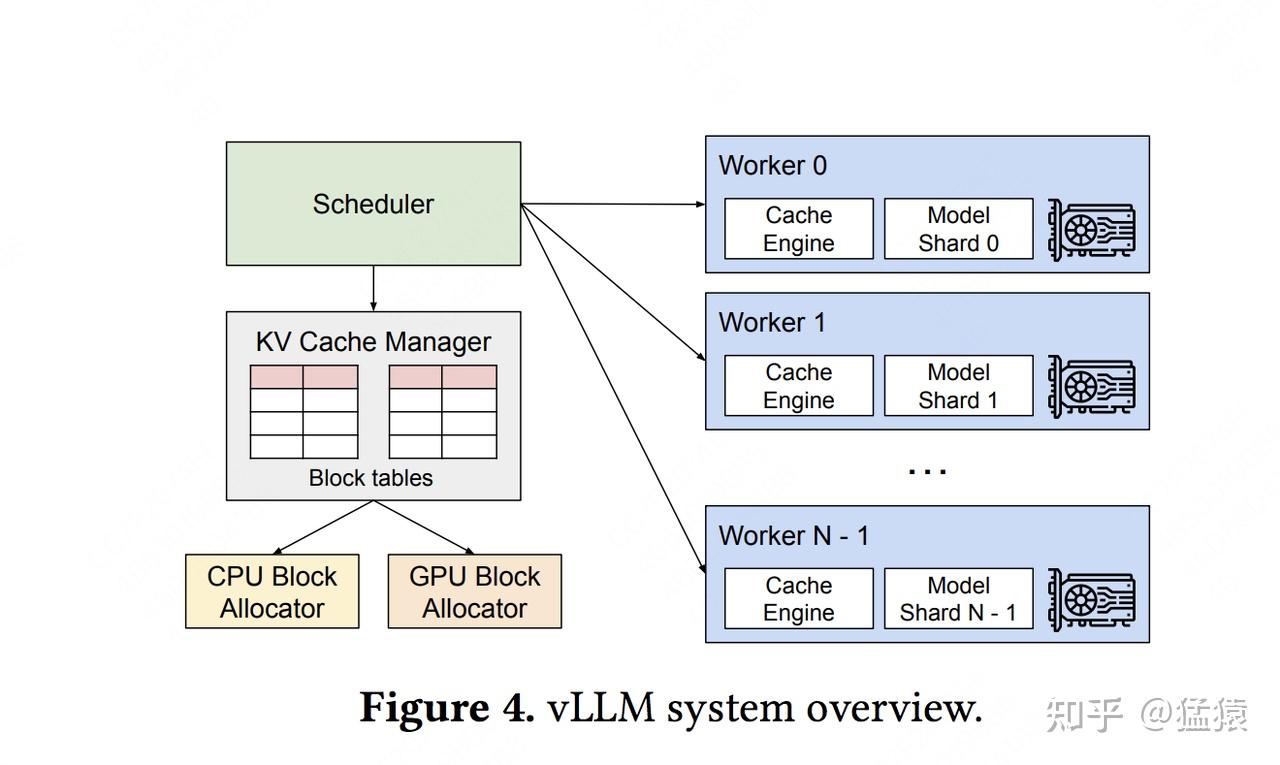 Scheduler
KV Cache Manager
Block tables
CPU Block
Allocator
GPU Block
Allocator
Worker 0
Cache
Engine
Model
Shard 0
Worker 1
Cache
Engine
Model
Shard 1
...
Worker N - 1
Cache
Engine
Model
Shard N - 1
Figure 4. vLLM system overview.
知乎 @猛猿